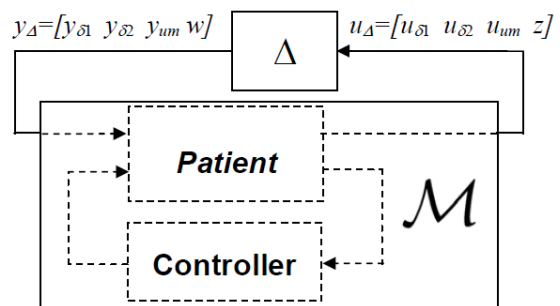 y_Δ=[y_δ1 y_δ2 y_um w]
Δ
u_Δ=[u_δ1 u_δ2 u_um z]
Patient
ℳ
Controller